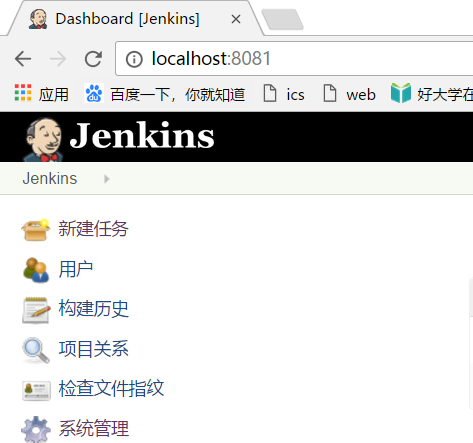 Dashboard [Jenkins]
localhost:8081
应用 百度一下，你就知道 ics web 好大学在
Jenkins
Jenkins
新建任务
用户
构建历史
项目关系
检查文件指纹
系统管理